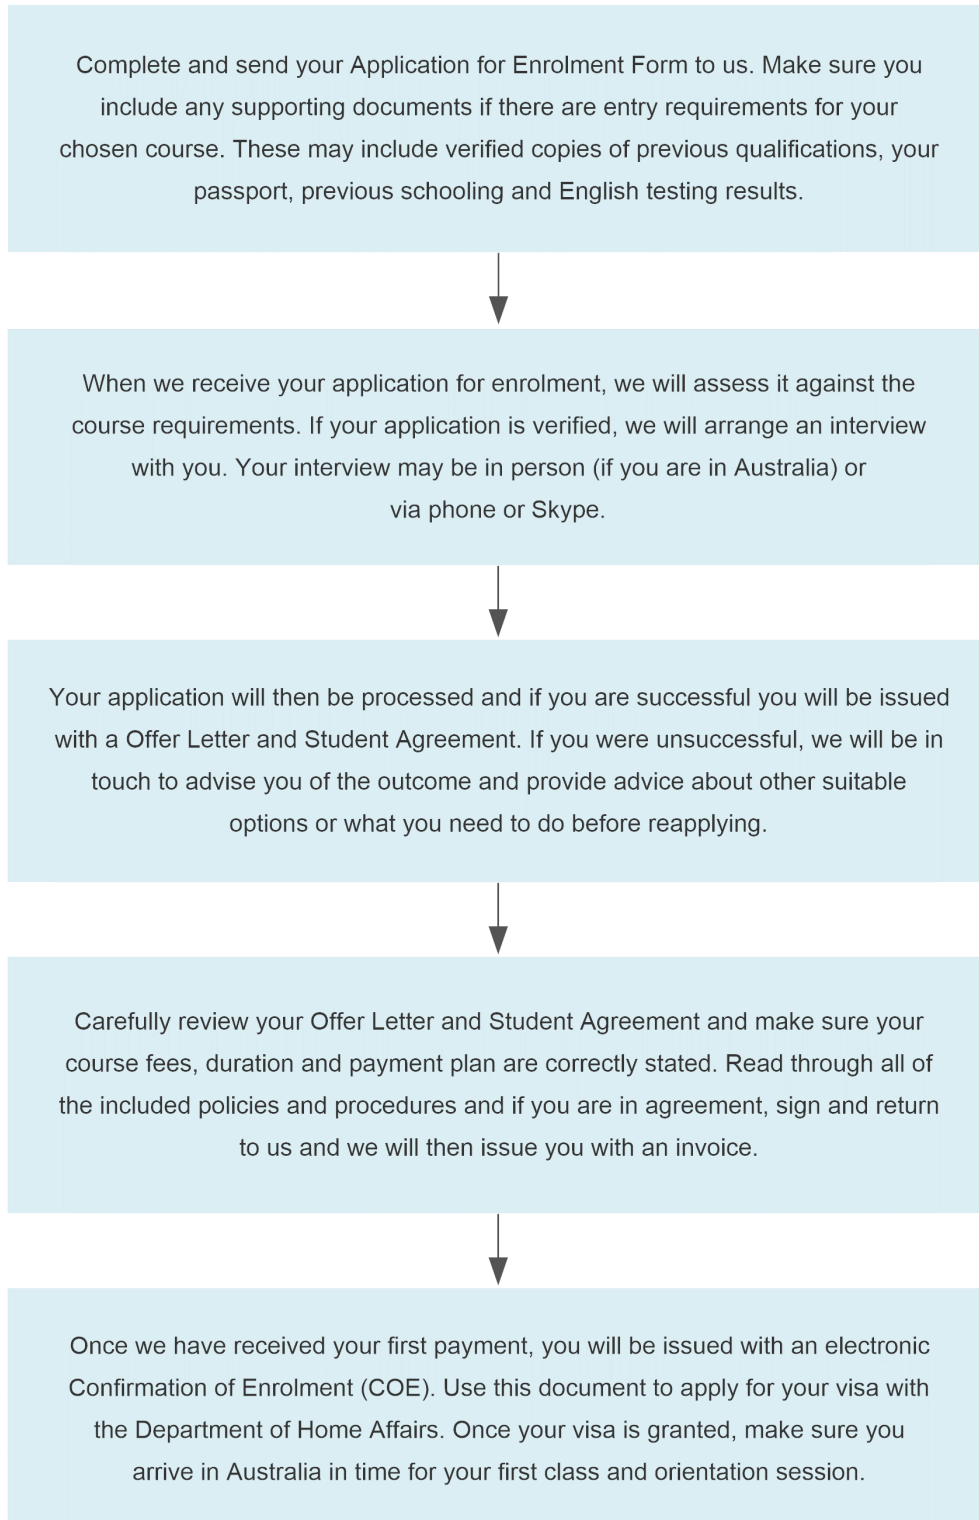 Complete and send your Application for Enrolment Form to us. Make sure you
include any supporting documents if there are entry requirements for your
chosen course. These may include verified copies of previous qualifications, your
passport, previous schooling and English testing results.
When we receive your application for enrolment, we will assess it against the
course requirements. If your application is verified, we will arrange an interview
with you. Your interview may be in person (if you are in Australia) or
via phone or Skype.
Your application will then be processed and if you are successful you will be issued
with a Offer Letter and Student Agreement. If you were unsuccessful, we will be in
touch to advise you of the outcome and provide advice about other suitable
options or what you need to do before reapplying.
Carefully review your Offer Letter and Student Agreement and make sure your
course fees, duration and payment plan are correctly stated. Read through all of
the included policies and procedures and if you are in agreement, sign and return
to us and we will then issue you with an invoice.
Once we have received your first payment, you will be issued with an electronic
Confirmation of Enrolment (COE). Use this document to apply for your visa with
the Department of Home Affairs. Once your visa is granted, make sure you
arrive in Australia in time for your first class and orientation session.